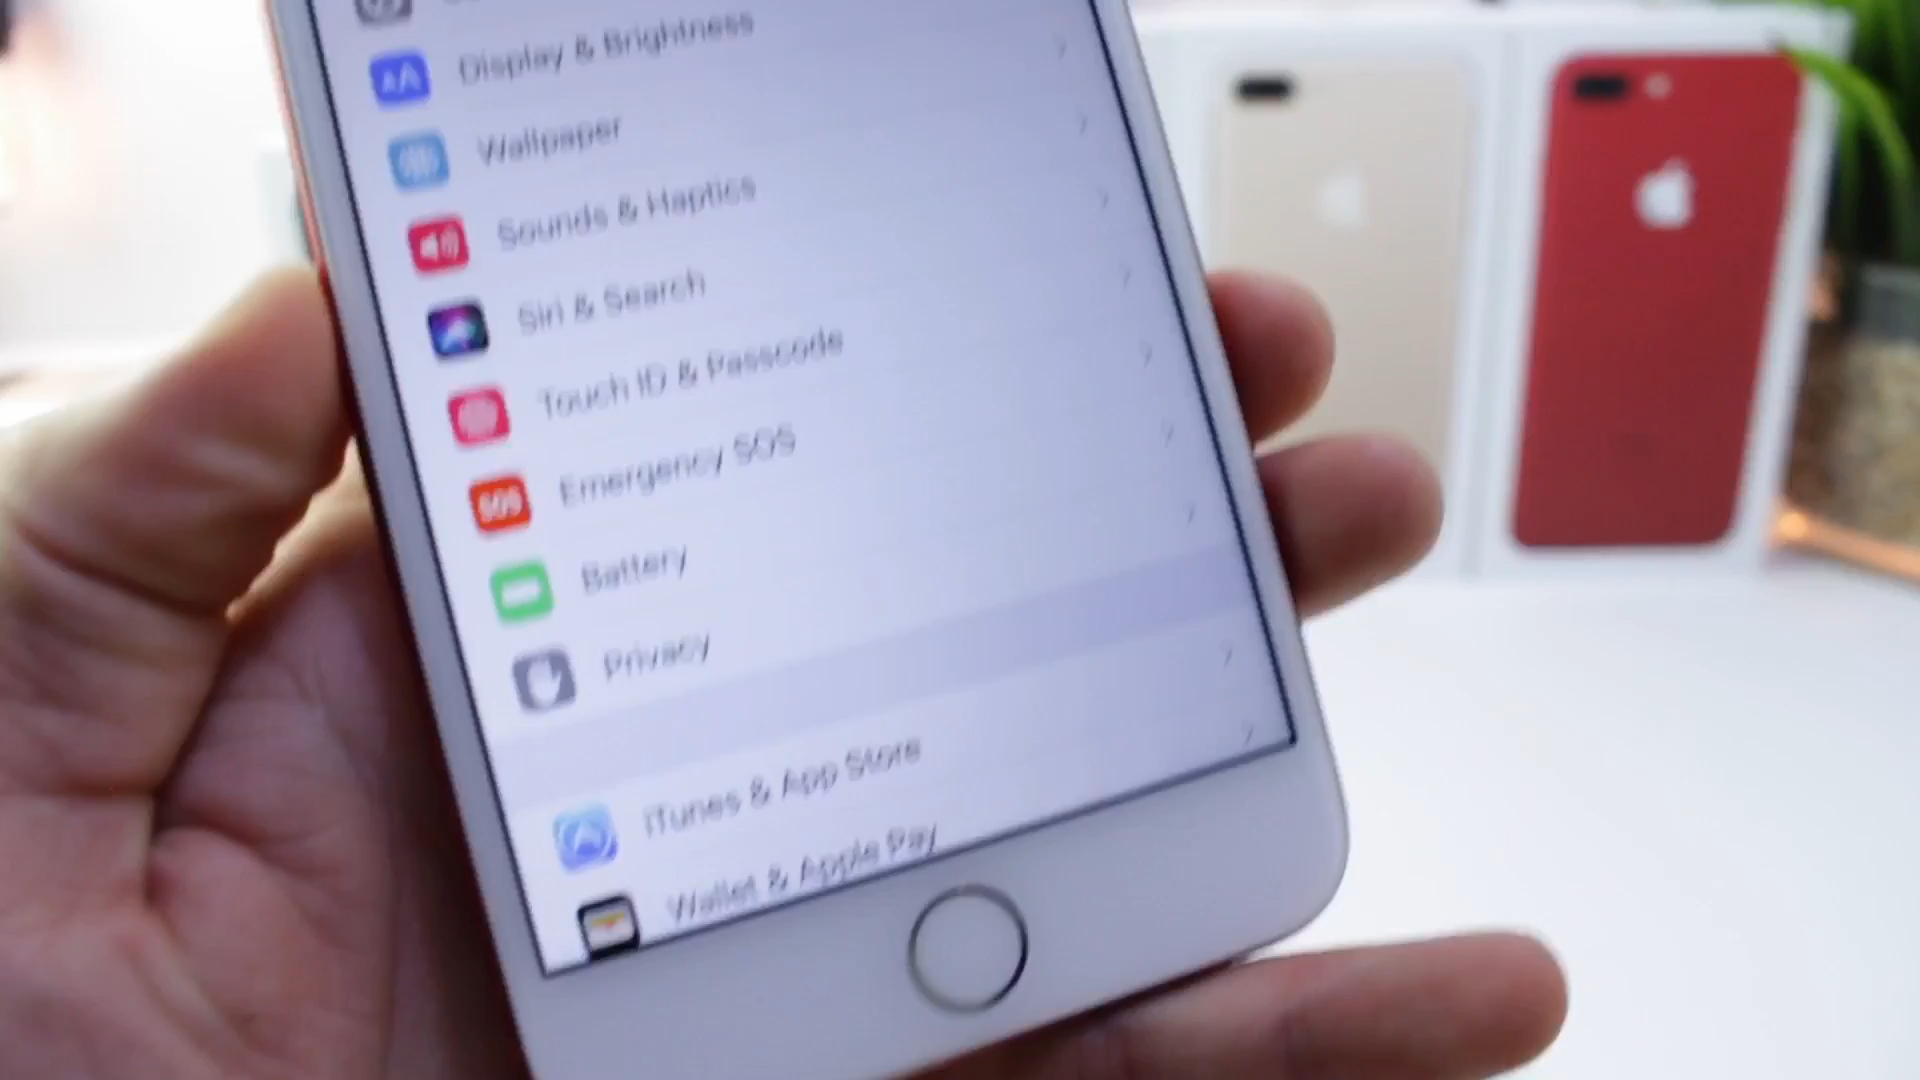 Display & Brightness
Wallpaper
Sounds & Haptics
Siri & Search
Touch ID & Passcode
SOS Emergency SOS
Battery
Privacy
iTunes & App Store
Wallet & Apple Pay